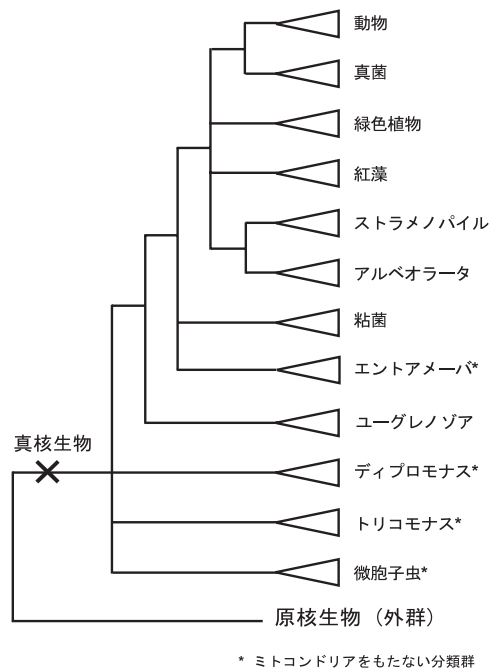 動物
真菌
緑色植物
紅藻
ストラメノパイル
アルベオラータ
粘菌
エントアメーバ*
ユーグレノゾア
真核生物
ディプロモナス*
トリコモナス*
微胞子虫*
原核生物（外群）
* ミトコンドリアをもたない分類群